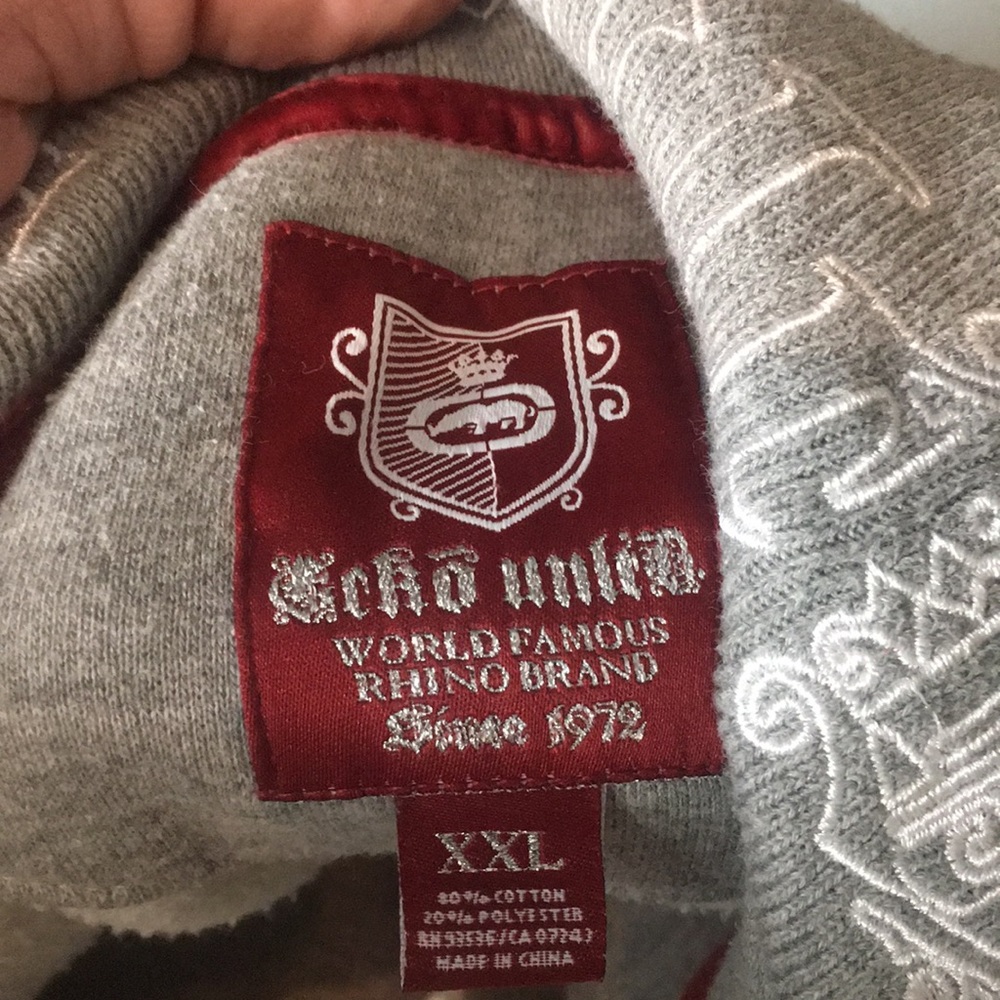 Eckō unltD.
WORLD FAMOUS
RHINO BRAND
Since 1972
XXL
80% COTTON
20% POLYESTER
RN 93536/CA 07243
MADE IN CHINA